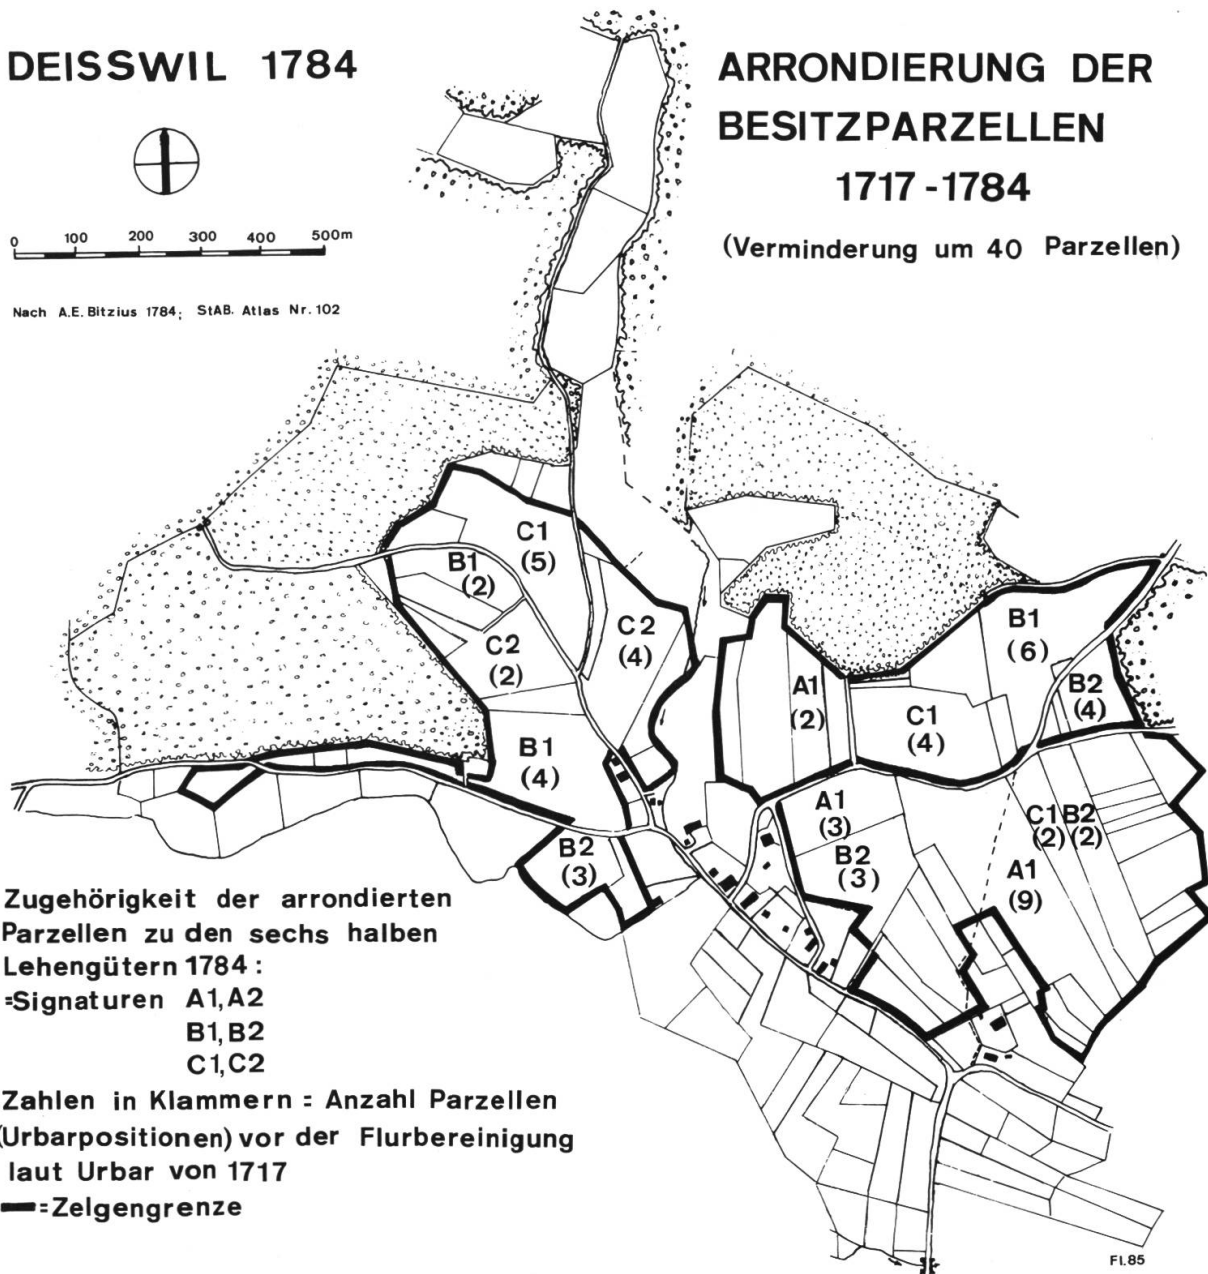 DEISSWIL 1784
ARRONDIERUNG DER
BESITZPARZELLEN
1717-1784
(Verminderung um 40 Parzellen)
0 100 200 300 400 500m
Nach A.E. Bitzius 1784; StAB. Atlas Nr. 102
C1
(5)
B1
(2)
C2
(4)
C2
(2)
B1
(4)
B2
(3)
B1
(6)
A1
(2)
B2
(4)
C1
(4)
A1
(3)
C1
(2)
B2
(2)
B2
(3)
A1
(9)
Zugehörigkeit der arrondierten
Parzellen zu den sechs halben
Lehengütern 1784 :
=Signaturen A1,A2
B1,B2
C1,C2
Zahlen in Klammern = Anzahl Parzellen
(Urbarpositionen) vor der Flurbereinigung
laut Urbar von 1717
=Zelgengrenze
Fl.85